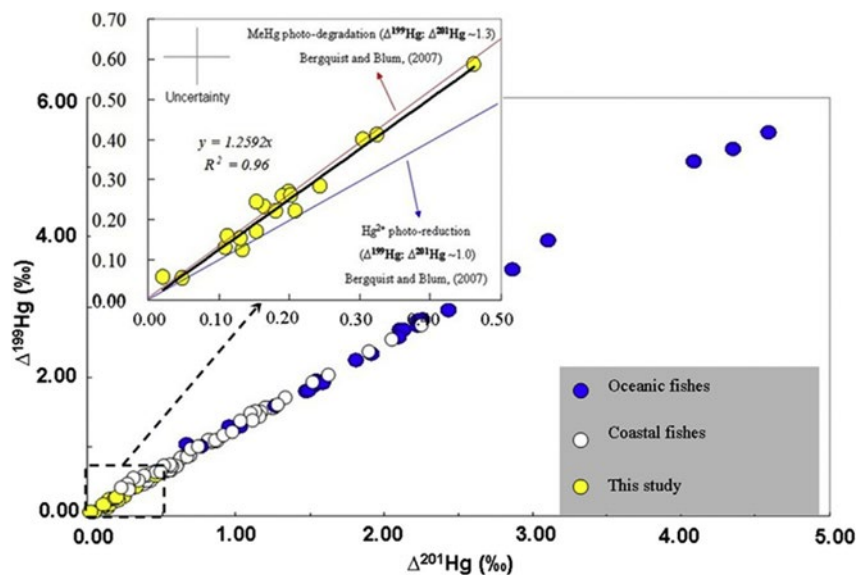 0.70
0.60
0.50
0.40
0.30
0.20
0.10
0.00
MeHg photo-degradation (Δ¹⁹⁹Hg: Δ²⁰¹Hg ~1.3)
Bergquist and Blum, (2007)
Uncertainty
y = 1.2592x
R² = 0.96
Hg²⁺ photo-reduction
(Δ¹⁹⁹Hg: Δ²⁰¹Hg ~1.0)
Bergquist and Blum, (2007)
0.00 0.10 0.20 0.30 0.40 0.50
6.00
4.00
2.00
0.00
Δ¹⁹⁹Hg (‰)
Oceanic fishes
Coastal fishes
This study
0.00 1.00 2.00 3.00 4.00 5.00
Δ²⁰¹Hg (‰)